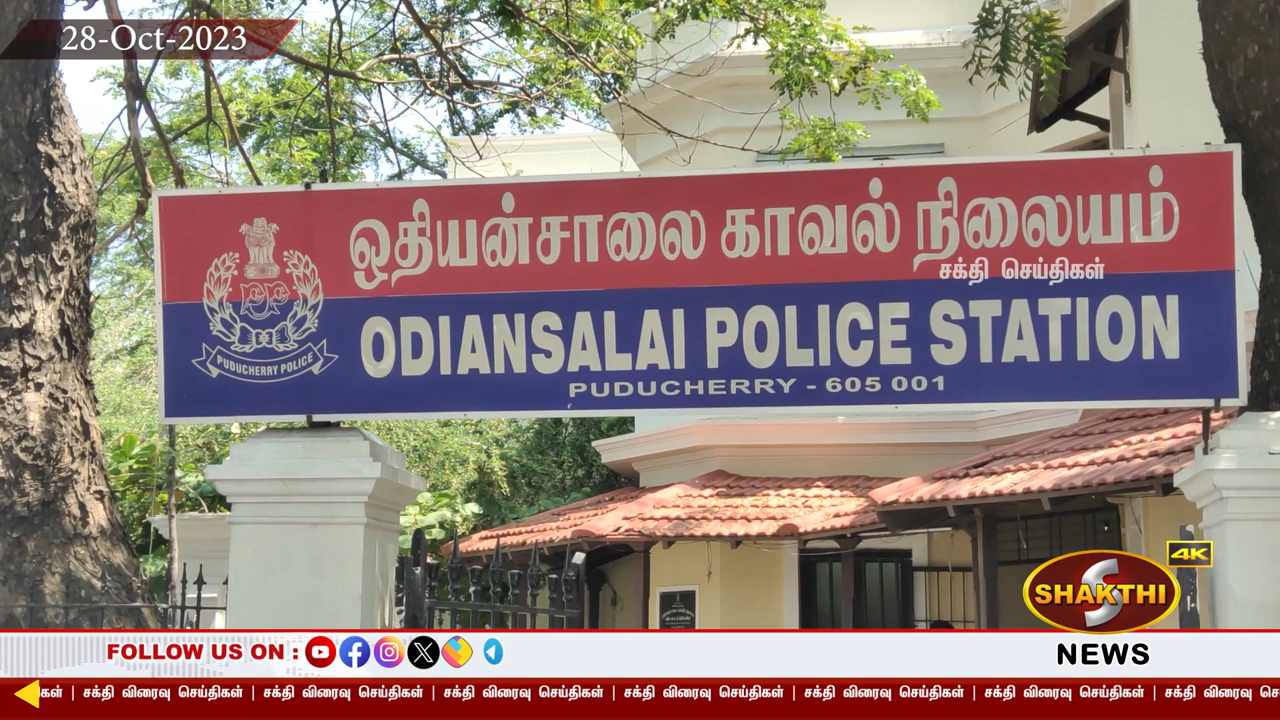 28-Oct-2023
ஒதியன்சாலை காவல் நிலையம்
சக்தி செய்திகள்
ODIANSALAI POLICE STATION
PUDUCHERRY - 605 001
PUDUCHERRY POLICE
4K
SHAKTHI
S
NEWS
FOLLOW US ON :
கள் | சக்தி விரைவு செய்திகள் | சக்தி விரைவு செய்திகள் | சக்தி விரைவு செய்திகள் | சக்தி விரைவு செய்திகள் | சக்தி விரைவு செய்திகள் | சக்தி விரைவு செய்திகள் | சக்தி விரைவு செ